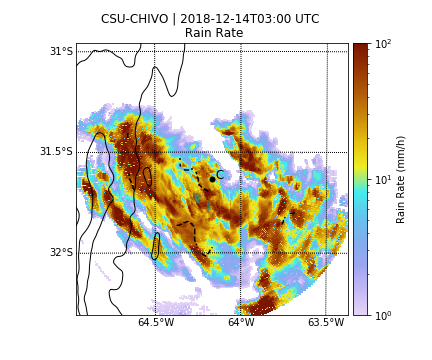 CSU-CHIVO | 2018-12-14T03:00 UTC
Rain Rate
31°S
31.5°S
32°S
64.5°W
64°W
63.5°W
C
10²
10¹
10⁰
Rain Rate (mm/h)